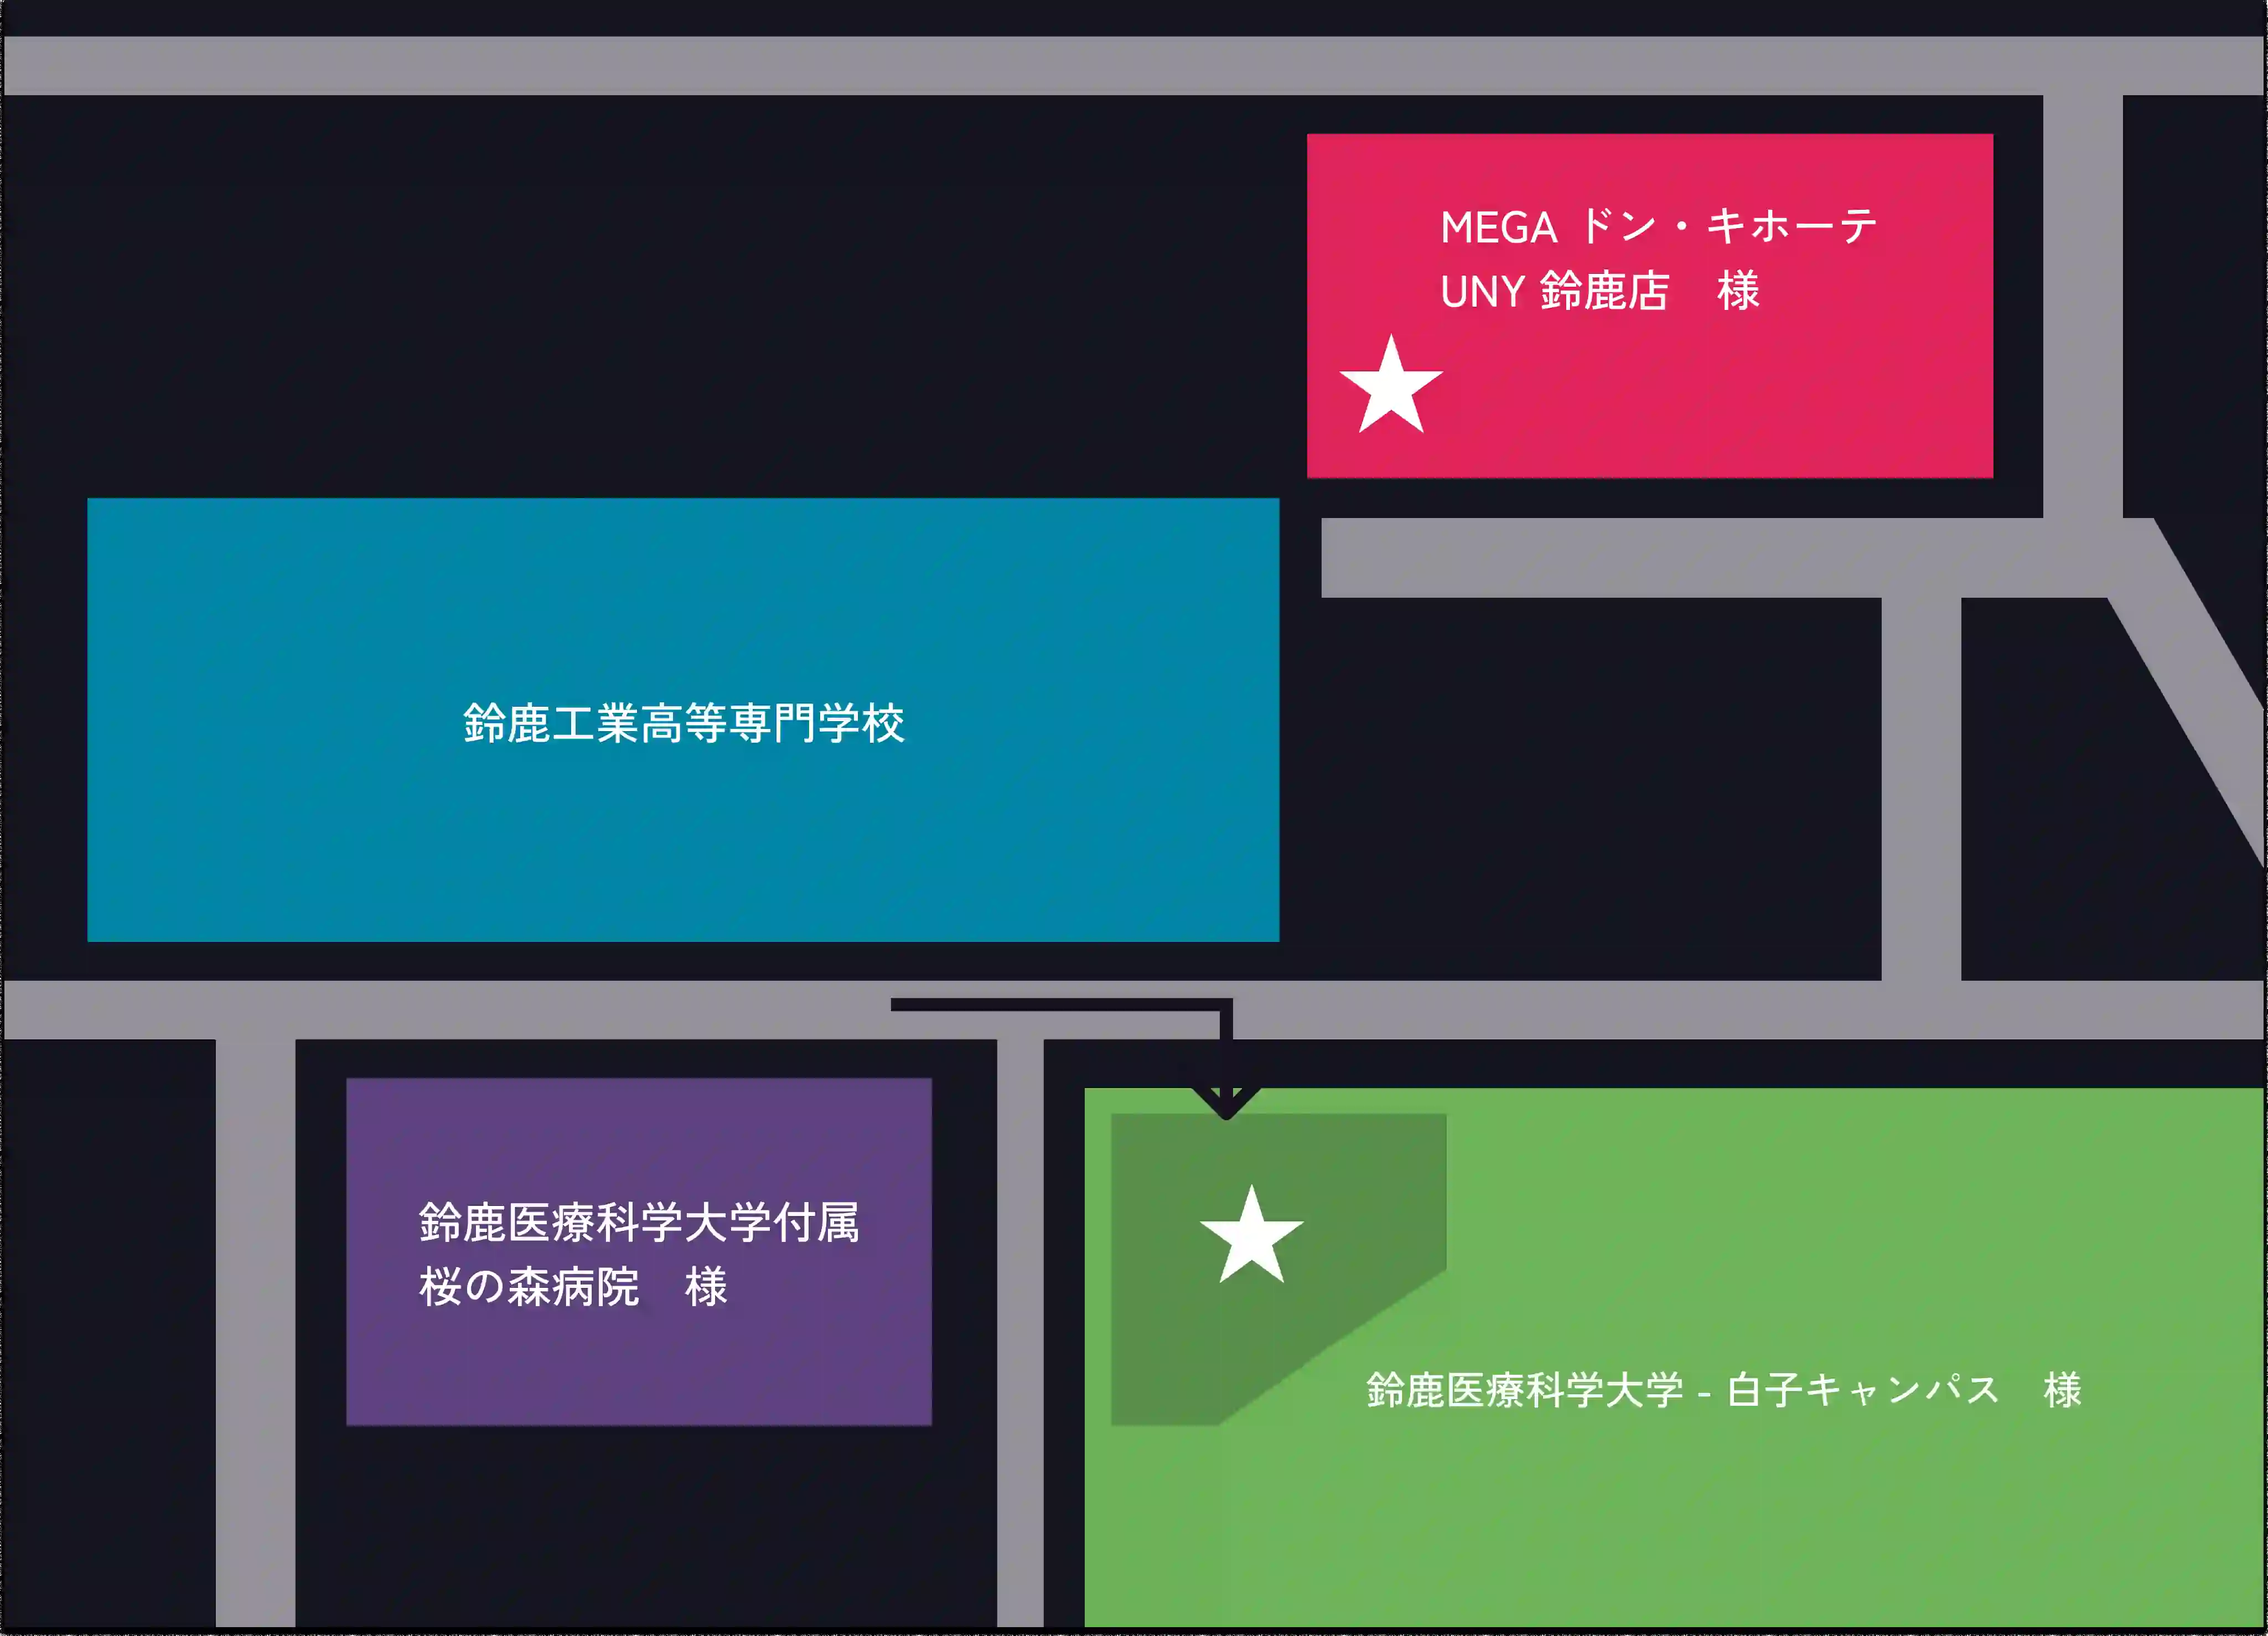 MEGA ドン・キホーテ
UNY 鈴鹿店　様
鈴鹿工業高等専門学校
鈴鹿医療科学大学付属
桜の森病院　様
鈴鹿医療科学大学 - 白子キャンパス　様